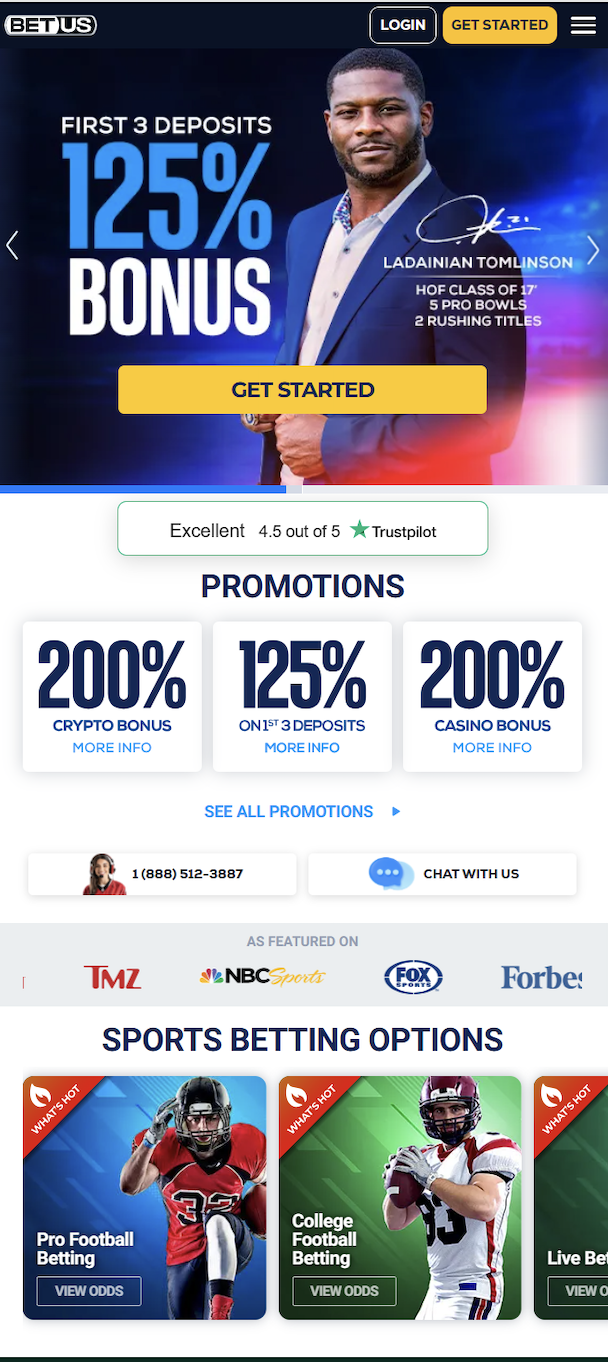 BETUS
LOGIN
GET STARTED
FIRST 3 DEPOSITS
125%
BONUS
LADAINIAN TOMLINSON
HOF CLASS OF 17'
5 PRO BOWLS
2 RUSHING TITLES
GET STARTED
Excellent 4.5 out of 5 Trustpilot
PROMOTIONS
200%
CRYPTO BONUS
MORE INFO
125%
ON 1ST 3 DEPOSITS
MORE INFO
200%
CASINO BONUS
MORE INFO
SEE ALL PROMOTIONS
1 (888) 512-3887
CHAT WITH US
AS FEATURED ON
TMZ
NBC Sports
FOX
SPORTS
Forbes
SPORTS BETTING OPTIONS
WHAT'S HOT
32
Pro Football
Betting
VIEW ODDS
WHAT'S HOT
83
College
Football
Betting
VIEW ODDS
WHAT'S HOT
Live Bet
VIEW O